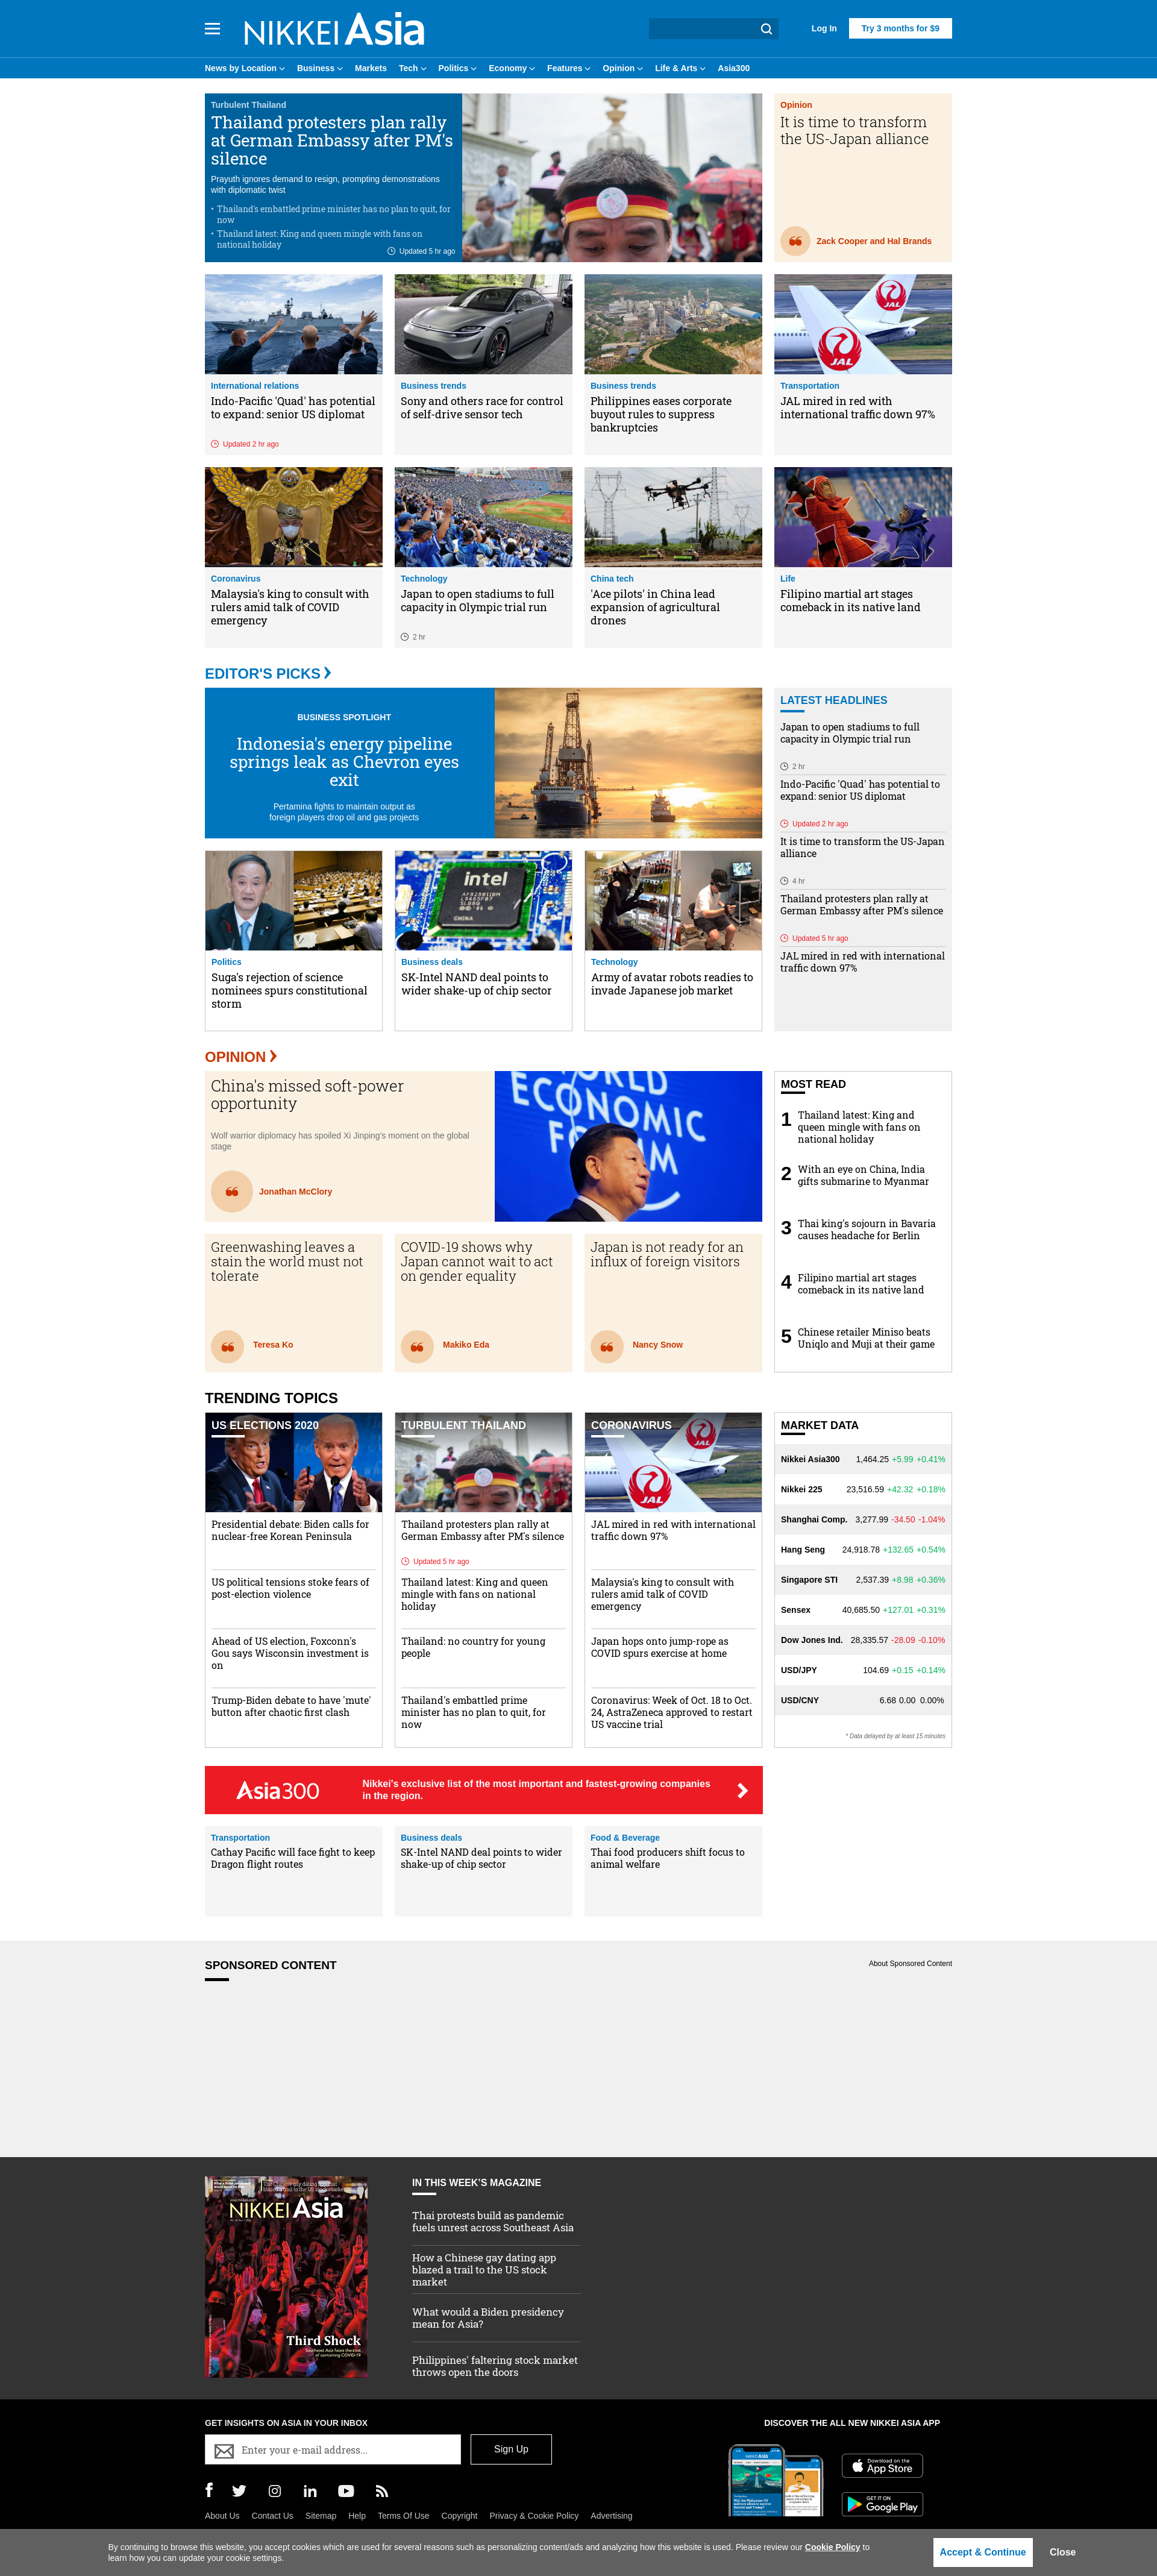 NIKKEI Asia
Log In
Try 3 months for $9
News by Location
Business
Markets
Tech
Politics
Economy
Features
Opinion
Life & Arts
Asia300
Turbulent Thailand
Thailand protesters plan rally
at German Embassy after PM's
silence
Prayuth ignores demand to resign, prompting demonstrations
with diplomatic twist
• Thailand's embattled prime minister has no plan to quit, for
now
• Thailand latest: King and queen mingle with fans on
national holiday
Updated 5 hr ago
Opinion
It is time to transform
the US-Japan alliance
Zack Cooper and Hal Brands
JAL
JAL
International relations
Indo-Pacific 'Quad' has potential
to expand: senior US diplomat
Updated 2 hr ago
Business trends
Sony and others race for control
of self-drive sensor tech
Business trends
Philippines eases corporate
buyout rules to suppress
bankruptcies
Transportation
JAL mired in red with
international traffic down 97%
Coronavirus
Malaysia's king to consult with
rulers amid talk of COVID
emergency
Technology
Japan to open stadiums to full
capacity in Olympic trial run
2 hr
China tech
'Ace pilots' in China lead
expansion of agricultural
drones
Life
Filipino martial art stages
comeback in its native land
EDITOR'S PICKS
BUSINESS SPOTLIGHT
Indonesia's energy pipeline
springs leak as Chevron eyes
exit
Pertamina fights to maintain output as
foreign players drop oil and gas projects
LATEST HEADLINES
Japan to open stadiums to full
capacity in Olympic trial run
2 hr
Indo-Pacific 'Quad' has potential to
expand: senior US diplomat
Updated 2 hr ago
It is time to transform the US-Japan
alliance
4 hr
Thailand protesters plan rally at
German Embassy after PM's silence
Updated 5 hr ago
JAL mired in red with international
traffic down 97%
intel
CHINA
Politics
Suga's rejection of science
nominees spurs constitutional
storm
Business deals
SK-Intel NAND deal points to
wider shake-up of chip sector
Technology
Army of avatar robots readies to
invade Japanese job market
OPINION
China's missed soft-power
opportunity
Wolf warrior diplomacy has spoiled Xi Jinping's moment on the global
stage
Jonathan McClory
WORLD
ECONOMIC
FORUM
Greenwashing leaves a
stain the world must not
tolerate
Teresa Ko
COVID-19 shows why
Japan cannot wait to act
on gender equality
Makiko Eda
Japan is not ready for an
influx of foreign visitors
Nancy Snow
MOST READ
1 Thailand latest: King and
queen mingle with fans on
national holiday
2 With an eye on China, India
gifts submarine to Myanmar
3 Thai king's sojourn in Bavaria
causes headache for Berlin
4 Filipino martial art stages
comeback in its native land
5 Chinese retailer Miniso beats
Uniqlo and Muji at their game
TRENDING TOPICS
US ELECTIONS 2020
Presidential debate: Biden calls for
nuclear-free Korean Peninsula
US political tensions stoke fears of
post-election violence
Ahead of US election, Foxconn's
Gou says Wisconsin investment is
on
Trump-Biden debate to have 'mute'
button after chaotic first clash
TURBULENT THAILAND
Thailand protesters plan rally at
German Embassy after PM's silence
Updated 5 hr ago
Thailand latest: King and queen
mingle with fans on national
holiday
Thailand: no country for young
people
Thailand's embattled prime
minister has no plan to quit, for
now
CORONAVIRUS
JAL
JAL
JAL mired in red with international
traffic down 97%
Malaysia's king to consult with
rulers amid talk of COVID
emergency
Japan hops onto jump-rope as
COVID spurs exercise at home
Coronavirus: Week of Oct. 18 to Oct.
24, AstraZeneca approved to restart
US vaccine trial
MARKET DATA
Nikkei Asia300 1,464.25 +5.99 +0.41%
Nikkei 225 23,516.59 +42.32 +0.18%
Shanghai Comp. 3,277.99 -34.50 -1.04%
Hang Seng 24,918.78 +132.65 +0.54%
Singapore STI 2,537.39 +8.98 +0.36%
Sensex 40,685.50 +127.01 +0.31%
Dow Jones Ind. 28,335.57 -28.09 -0.10%
USD/JPY 104.69 +0.15 +0.14%
USD/CNY 6.68 0.00 0.00%
* Data delayed by at least 15 minutes
Asia300
Nikkei's exclusive list of the most important and fastest-growing companies
in the region.
Transportation
Cathay Pacific will face fight to keep
Dragon flight routes
Business deals
SK-Intel NAND deal points to wider
shake-up of chip sector
Food & Beverage
Thai food producers shift focus to
animal welfare
SPONSORED CONTENT
About Sponsored Content
NIKKEI Asia
Third Shock
Southeast Asia faces the cost
of containing COVID-19
IN THIS WEEK'S MAGAZINE
Thai protests build as pandemic
fuels unrest across Southeast Asia
How a Chinese gay dating app
blazed a trail to the US stock
market
What would a Biden presidency
mean for Asia?
Philippines' faltering stock market
throws open the doors
GET INSIGHTS ON ASIA IN YOUR INBOX
Enter your e-mail address...
Sign Up
DISCOVER THE ALL NEW NIKKEI ASIA APP
Download on the
App Store
GET IT ON
Google Play
About Us
Contact Us
Sitemap
Help
Terms Of Use
Copyright
Privacy & Cookie Policy
Advertising
By continuing to browse this website, you accept cookies which are used for several reasons such as personalizing content/ads and analyzing how this website is used. Please review our Cookie Policy to
learn how you can update your cookie settings.
Accept & Continue
Close